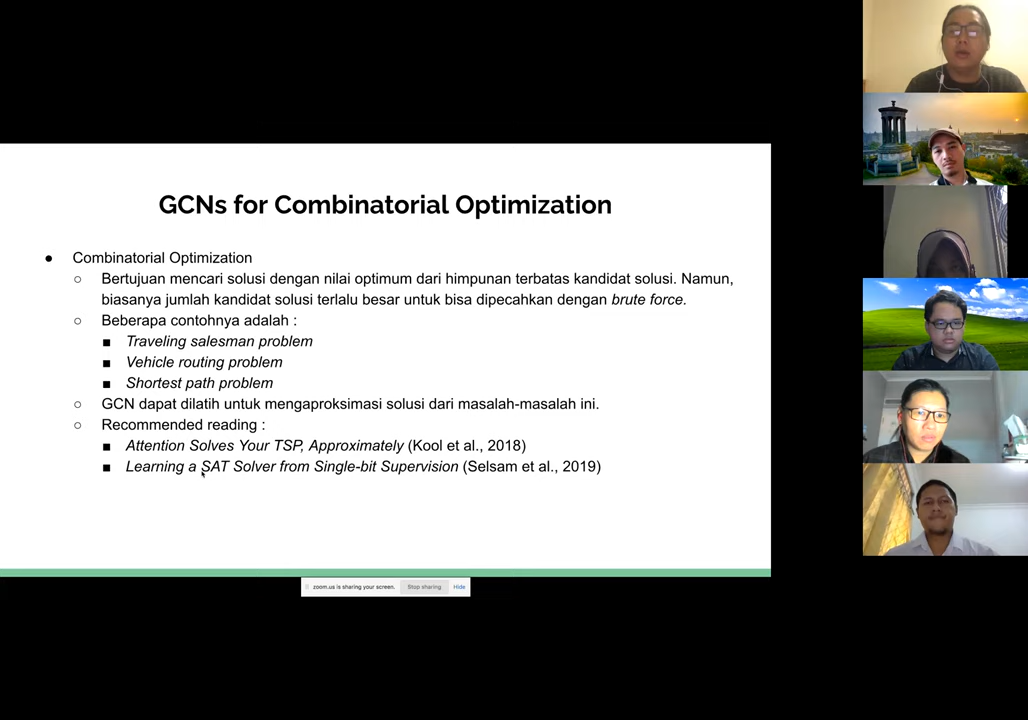 GCNs for Combinatorial Optimization
● Combinatorial Optimization
○ Bertujuan mencari solusi dengan nilai optimum dari himpunan terbatas kandidat solusi. Namun,
biasanya jumlah kandidat solusi terlalu besar untuk bisa dipecahkan dengan brute force.
○ Beberapa contohnya adalah :
■ Traveling salesman problem
■ Vehicle routing problem
■ Shortest path problem
○ GCN dapat dilatih untuk mengaproksimasi solusi dari masalah-masalah ini.
○ Recommended reading :
■ Attention Solves Your TSP, Approximately (Kool et al., 2018)
■ Learning a SAT Solver from Single-bit Supervision (Selsam et al., 2019)
zoom.us is sharing your screen. Stop sharing Hide